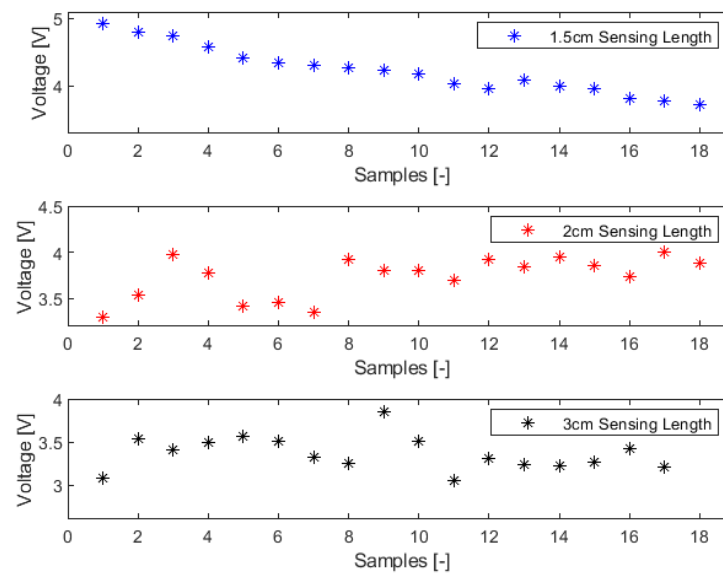 5
4
Voltage [V]
1.5cm Sensing Length
0 2 4 6 8 10 12 14 16 18
Samples [-]
4.5
4
3.5
Voltage [V]
2cm Sensing Length
0 2 4 6 8 10 12 14 16 18
Samples [-]
4
3.5
3
Voltage [V]
3cm Sensing Length
0 2 4 6 8 10 12 14 16 18
Samples [-]